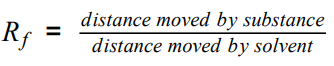 R_f = distance moved by substance / distance moved by solvent